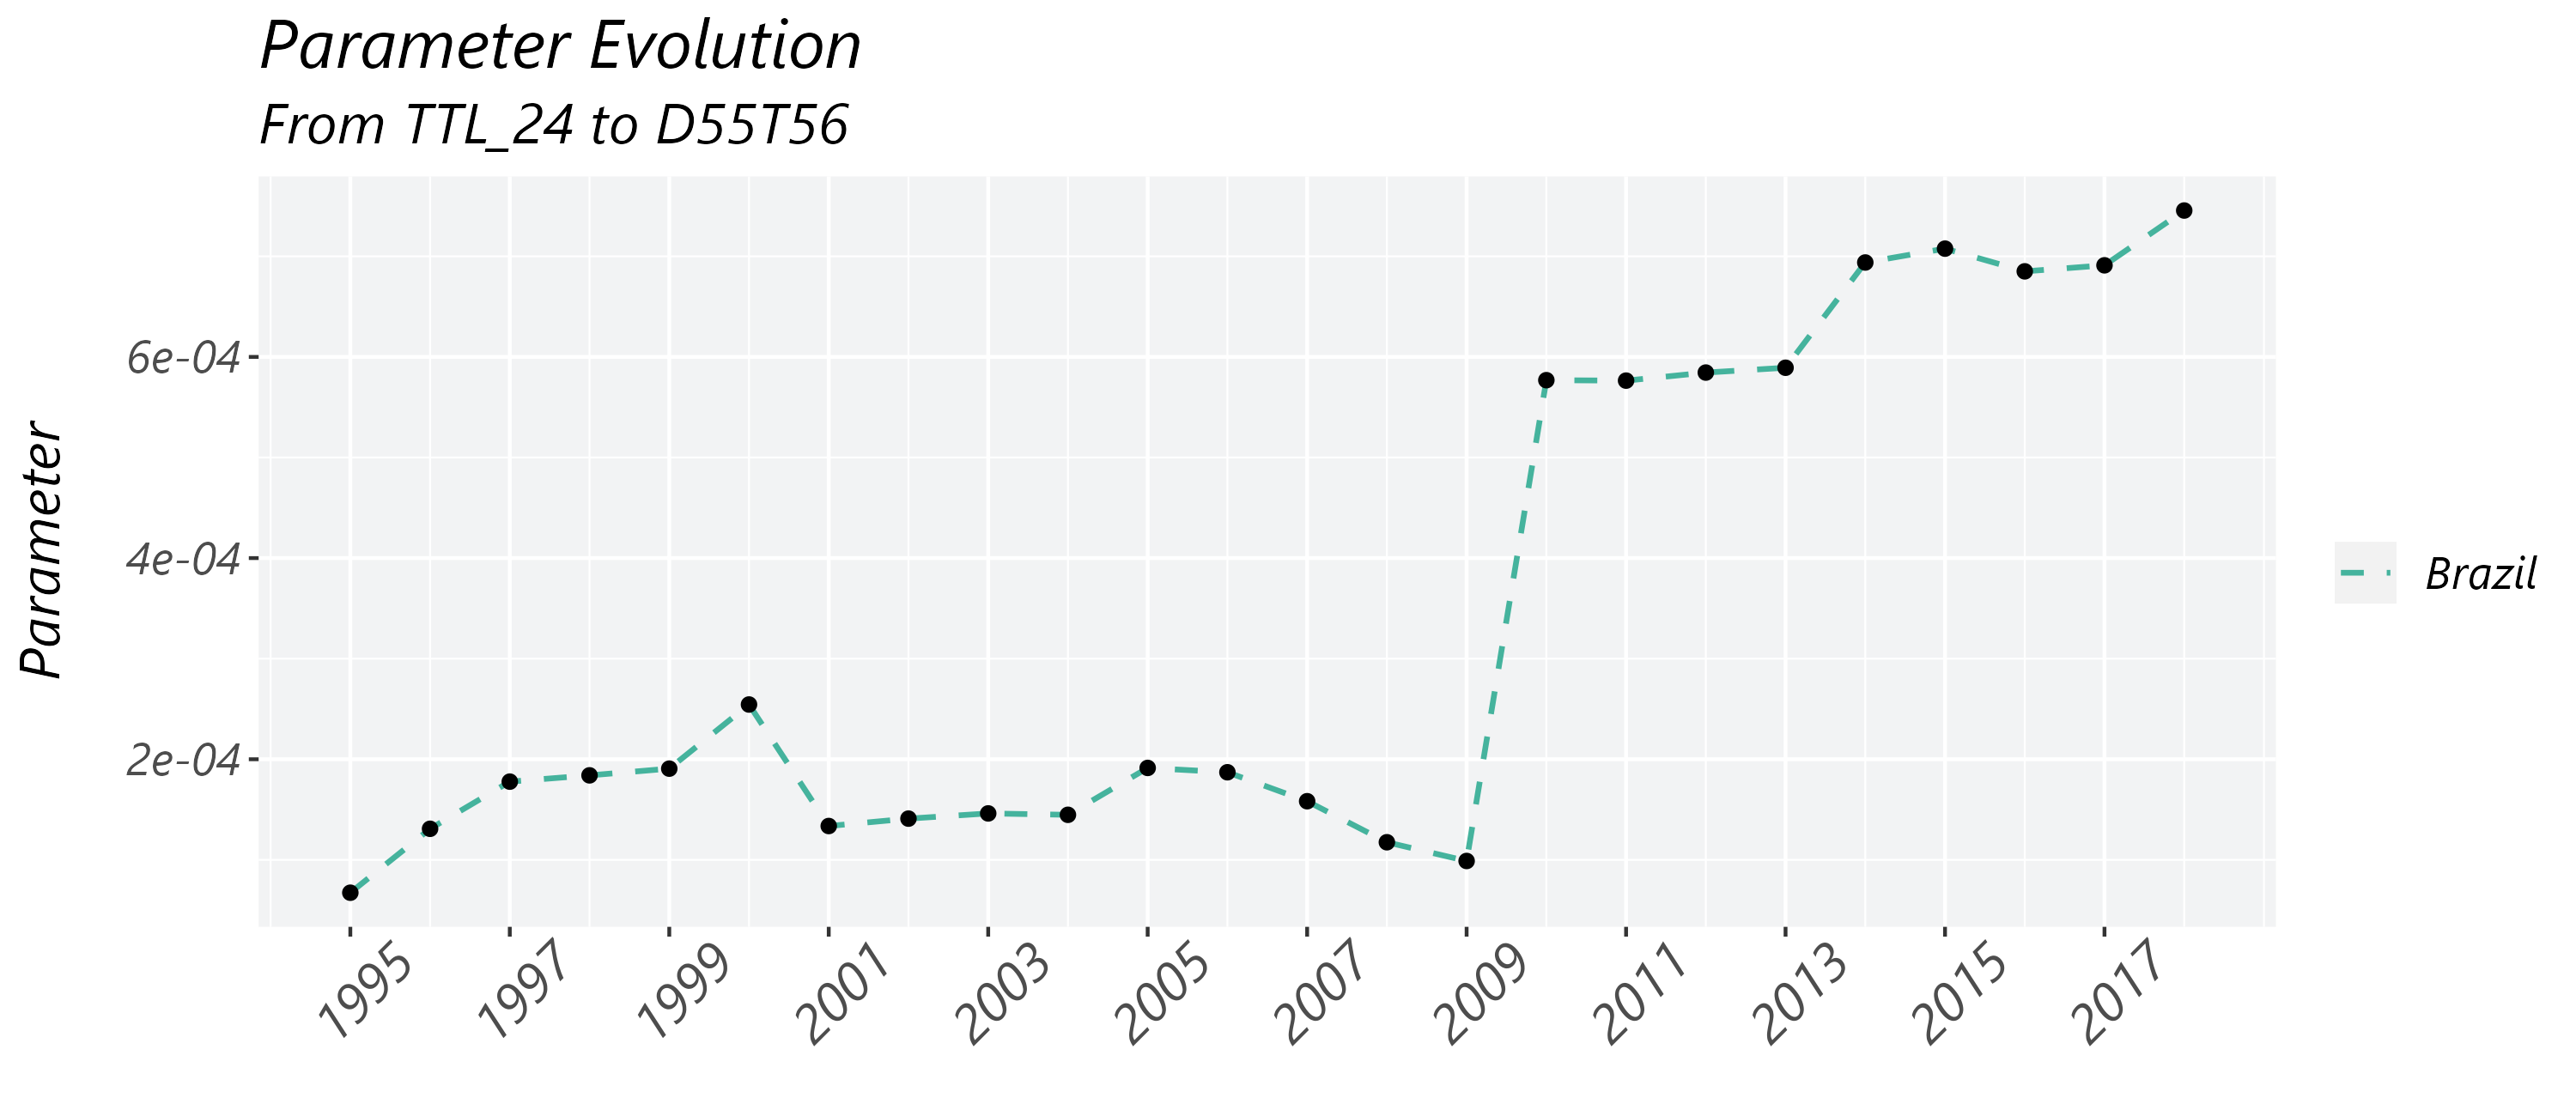 Parameter Evolution
From TTL_24 to D55T56
Parameter
6e-04
4e-04
2e-04
1995
1997
1999
2001
2003
2005
2007
2009
2011
2013
2015
2017
Brazil